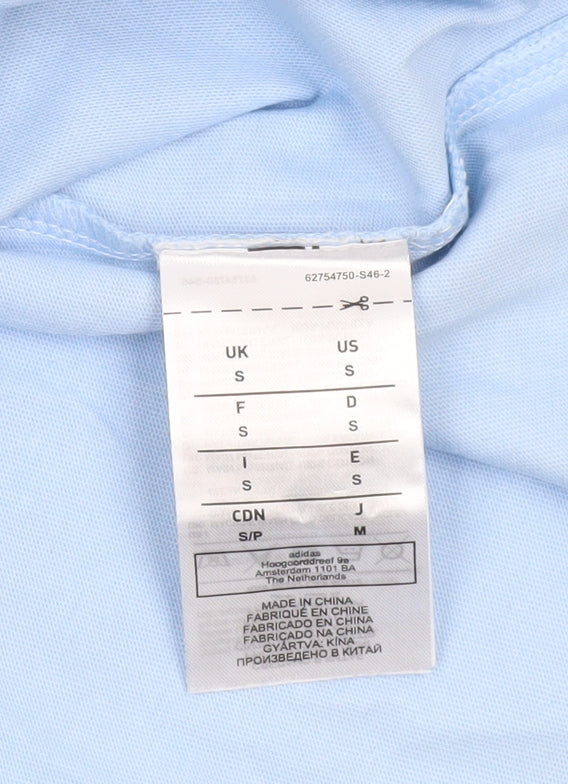 62754750-S46-2
UK US
S S
F D
S S
I E
S S
CDN J
S/P M
adidas
Hoogoorddreef 9a
Amsterdam 1101 BA
The Netherlands
MADE IN CHINA
FABRIQUÉ EN CHINE
FABRICADO EN CHINA
FABRICADO NA CHINA
GYÁRTVA: KÍNA
ПРОИЗВЕДЕНО В КИТАЙ